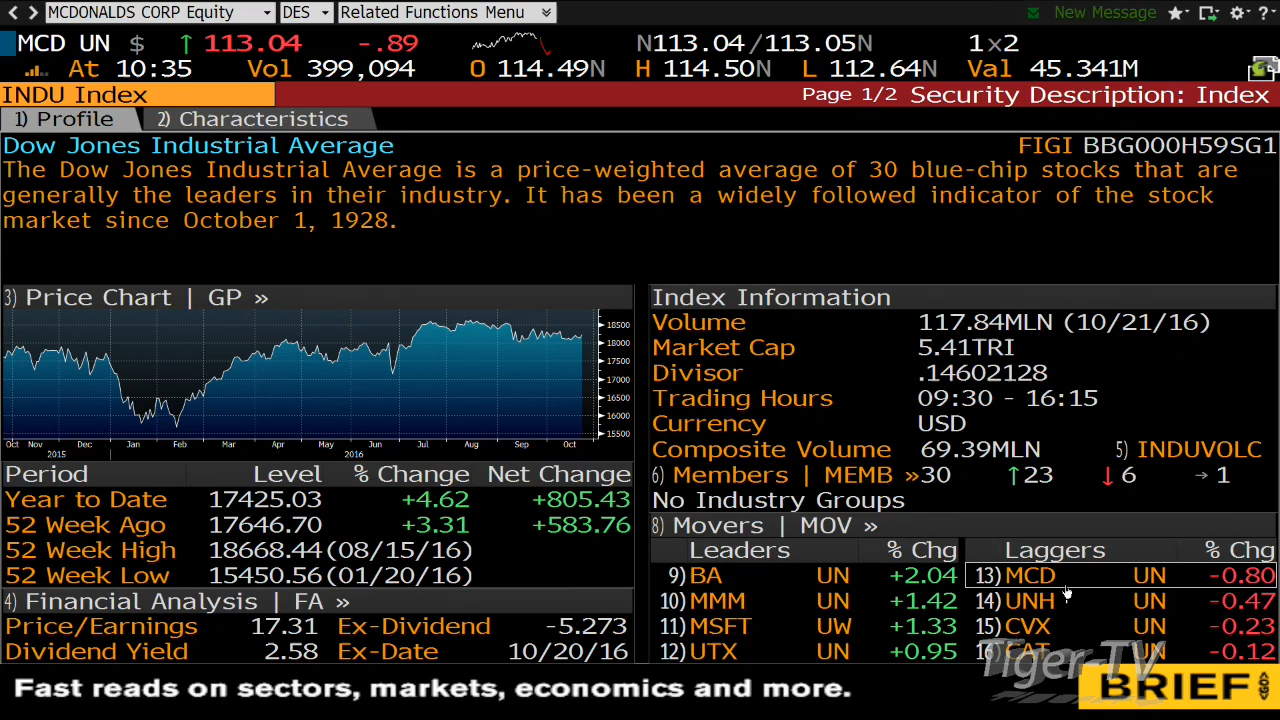 MCDONALDS CORP Equity DES Related Functions Menu New Message
MCD UN $ ↑ 113.04 -.89 N113.04/113.05N 1×2
At 10:35 Vol 399,094 O 114.49N H 114.50N L 112.64N Val 45.341M
INDU Index Page 1/2 Security Description: Index
1) Profile 2) Characteristics
Dow Jones Industrial Average FIGI BBG000H59SG1
The Dow Jones Industrial Average is a price-weighted average of 30 blue-chip stocks that are
generally the leaders in their industry. It has been a widely followed indicator of the stock
market since October 1, 1928.
3) Price Chart | GP »
18500
18000
17500
17000
16500
16000
15500
Oct Nov Dec Jan Feb Mar Apr May Jun Jul Aug Sep Oct
2015 2016
Period Level % Change Net Change
Year to Date 17425.03 +4.62 +805.43
52 Week Ago 17646.70 +3.31 +583.76
52 Week High 18668.44 (08/15/16)
52 Week Low 15450.56 (01/20/16)
4) Financial Analysis | FA »
Price/Earnings 17.31 Ex-Dividend -5.273
Dividend Yield 2.58 Ex-Date 10/20/16
Index Information
Volume 117.84MLN (10/21/16)
Market Cap 5.41TRI
Divisor .14602128
Trading Hours 09:30 - 16:15
Currency USD
Composite Volume 69.39MLN 5) INDUVOLC
6) Members | MEMB » 30 ↑23 ↓6 →1
No Industry Groups
8) Movers | MOV »
Leaders % Chg Laggers % Chg
9) BA UN +2.04 13) MCD UN -0.80
10) MMM UN +1.42 14) UNH UN -0.47
11) MSFT UW +1.33 15) CVX UN -0.23
12) UTX UN +0.95 16) CAT UN -0.12
Tiger-TV
Fast reads on sectors, markets, economics and more. BRIEF